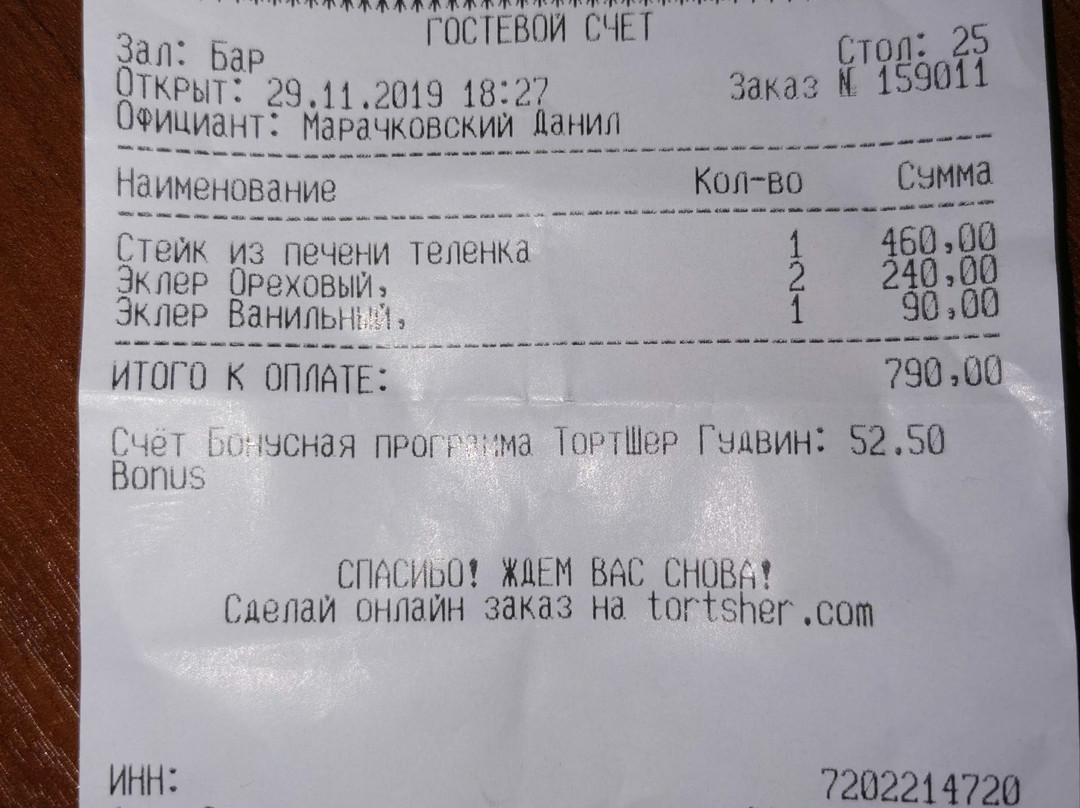 ГОСТЕВОЙ СЧЕТ
Зал: Бар Стол: 25
Открыт: 29.11.2019 18:27 Заказ № 159011
Официант: Марачковский Данил
Наименование Кол-во Сумма
Стейк из печени теленка 1 460,00
Эклер Ореховый, 2 240,00
Эклер Ванильный, 1 90,00
ИТОГО К ОПЛАТЕ: 790,00
Счёт Бонусная программа ТортШер Гудвин: 52.50
Bonus
СПАСИБО! ЖДЕМ ВАС СНОВА!
Сделай онлайн заказ на tortsher.com
ИНН: 7202214720